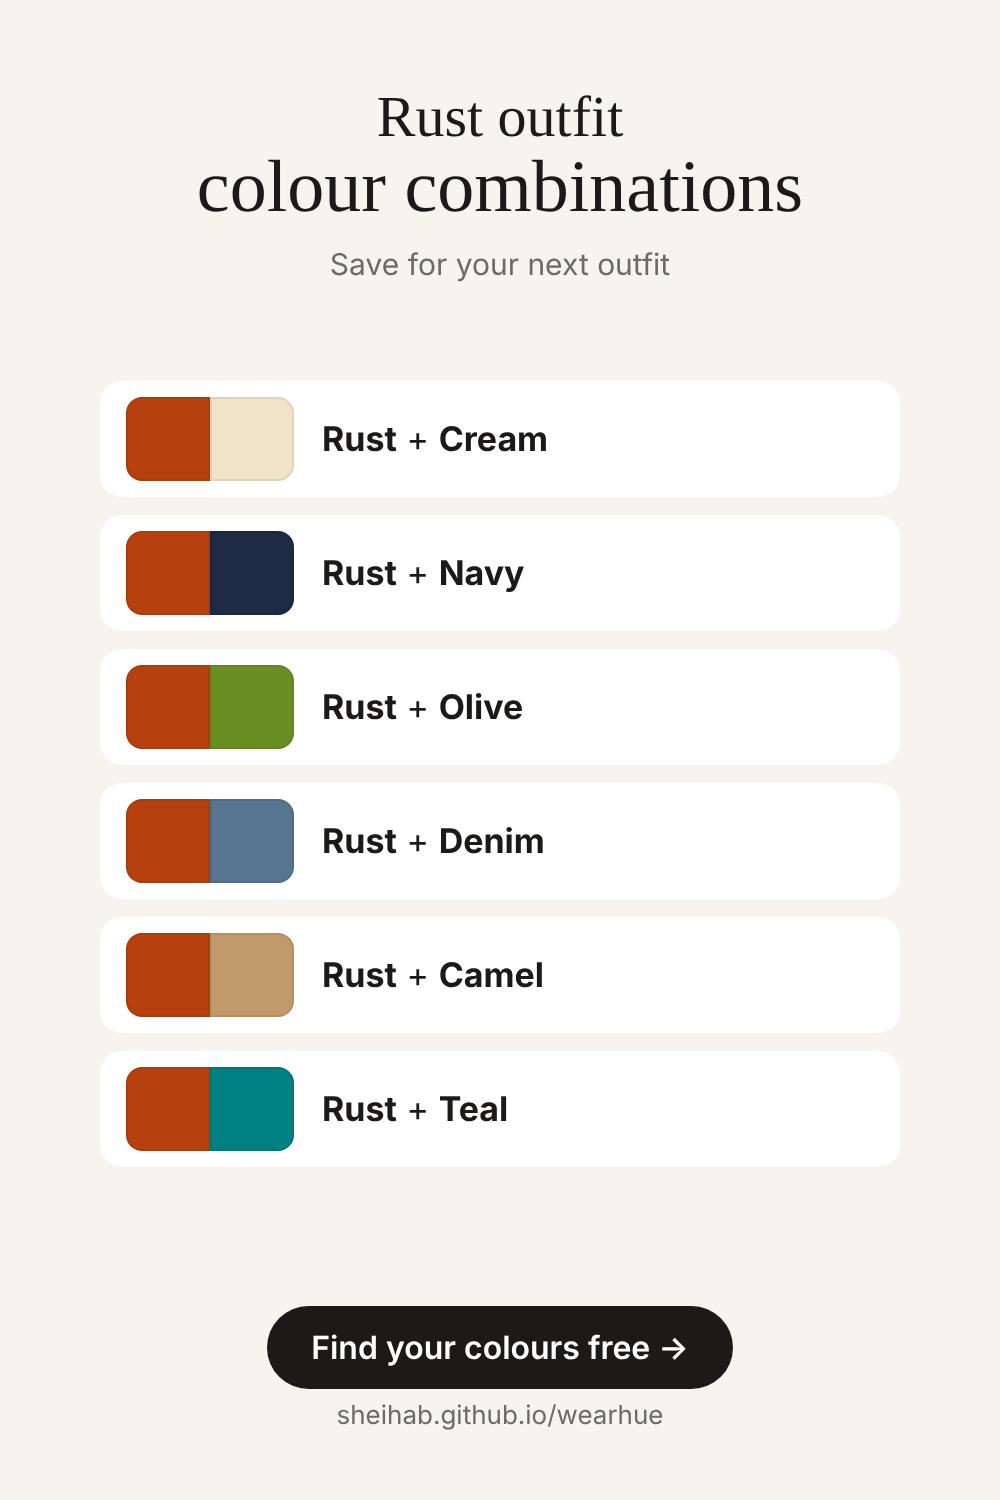 Rust outfit
colour combinations
Save for your next outfit
Rust + Cream
Rust + Navy
Rust + Olive
Rust + Denim
Rust + Camel
Rust + Teal
Find your colours free →
sheihab.github.io/wearhue